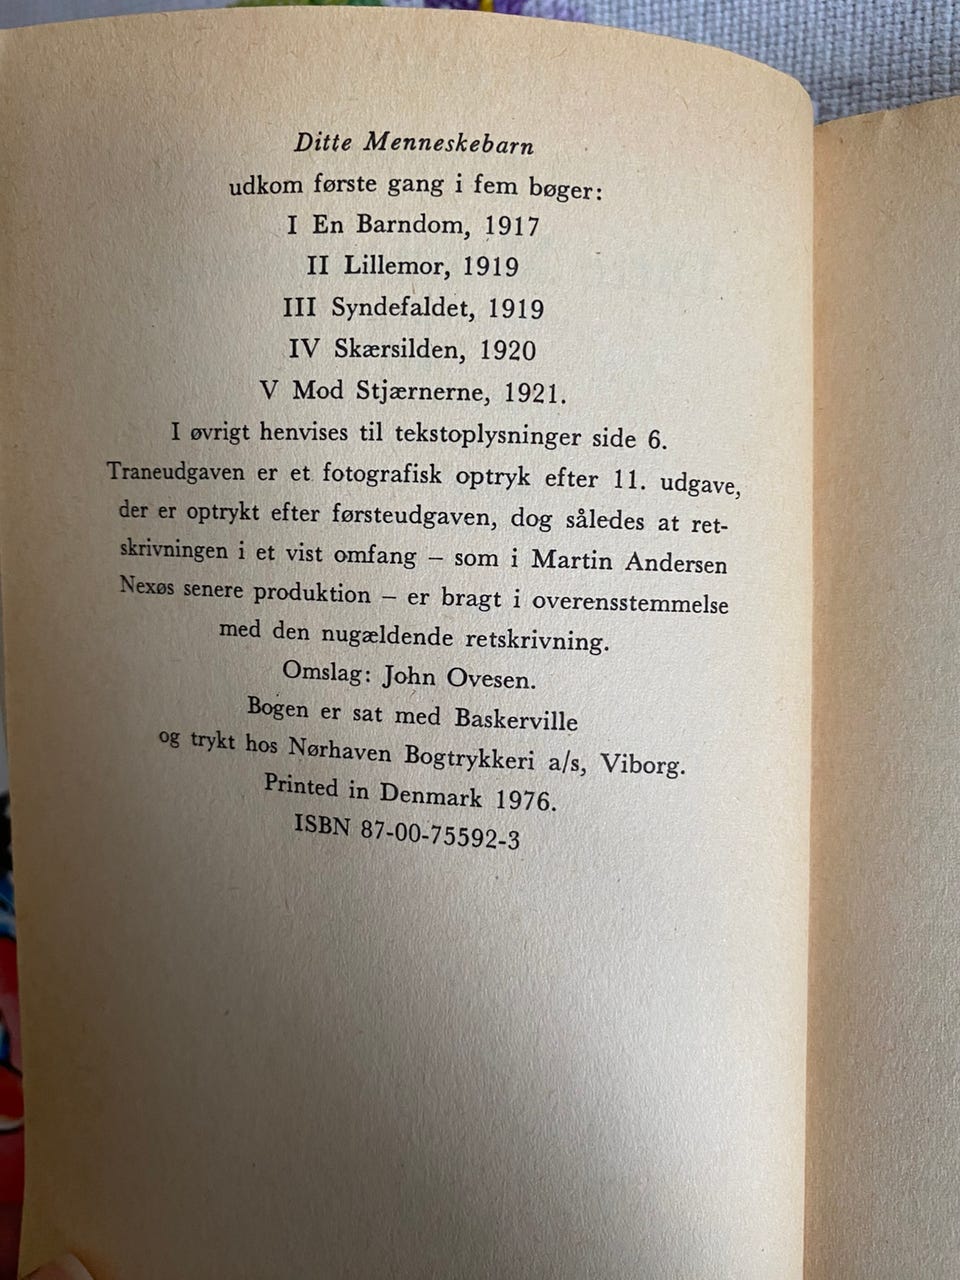 Ditte Menneskebarn
udkom første gang i fem bøger:
I En Barndom, 1917
II Lillemor, 1919
III Syndefaldet, 1919
IV Skærsilden, 1920
V Mod Stjærnerne, 1921.
I øvrigt henvises til tekstoplysninger side 6.
Traneudgaven er et fotografisk optryk efter 11. udgave,
der er optrykt efter førsteudgaven, dog således at ret-
skrivningen i et vist omfang – som i Martin Andersen
Nexøs senere produktion – er bragt i overensstemmelse
med den nugældende retskrivning.
Omslag: John Ovesen.
Bogen er sat med Baskerville
og trykt hos Nørhaven Bogtrykkeri a/s, Viborg.
Printed in Denmark 1976.
ISBN 87-00-75592-3